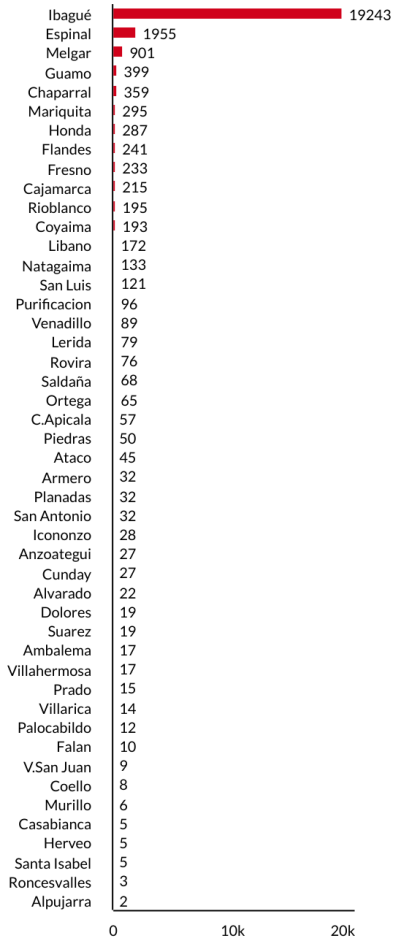 Ibagué 19243
Espinal 1955
Melgar 901
Guamo 399
Chaparral 359
Mariquita 295
Honda 287
Flandes 241
Fresno 233
Cajamarca 215
Rioblanco 195
Coyaima 193
Libano 172
Natagaima 133
San Luis 121
Purificacion 96
Venadillo 89
Lerida 79
Rovira 76
Saldaña 68
Ortega 65
C.Apicala 57
Piedras 50
Ataco 45
Armero 32
Planadas 32
San Antonio 32
Icononzo 28
Anzoategui 27
Cunday 27
Alvarado 22
Dolores 19
Suarez 19
Ambalema 17
Villahermosa 17
Prado 15
Villarica 14
Palocabildo 12
Falan 10
V.San Juan 9
Coello 8
Murillo 6
Casabianca 5
Herveo 5
Santa Isabel 5
Roncesvalles 3
Alpujarra 2
0 10k 20k